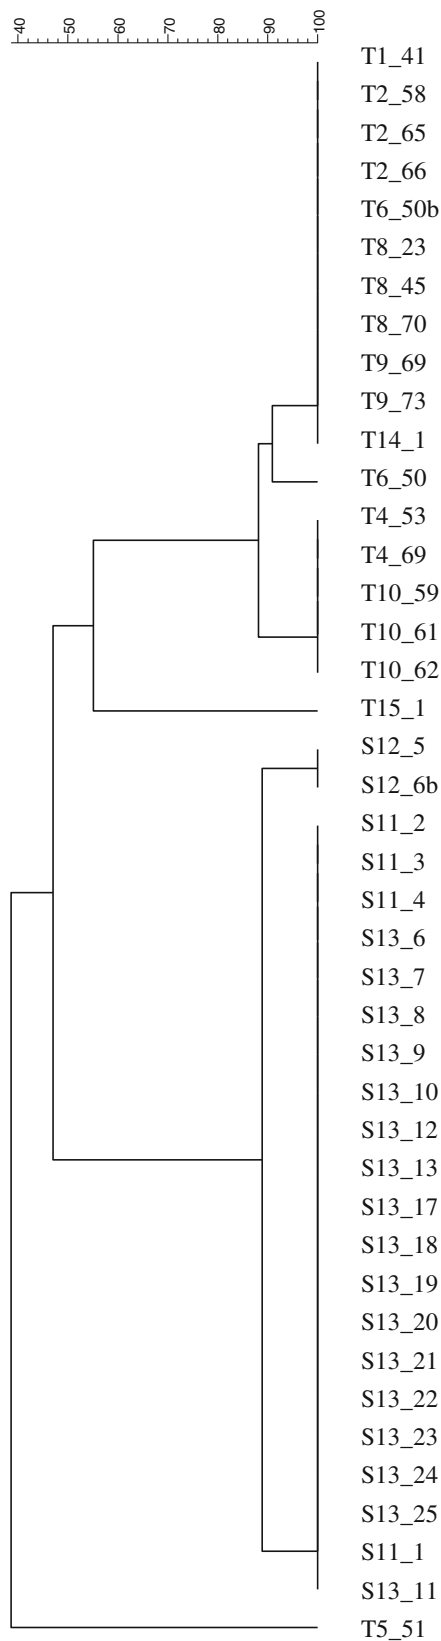 40 50 60 70 80 90 100
T1_41
T2_58
T2_65
T2_66
T6_50b
T8_23
T8_45
T8_70
T9_69
T9_73
T14_1
T6_50
T4_53
T4_69
T10_59
T10_61
T10_62
T15_1
S12_5
S12_6b
S11_2
S11_3
S11_4
S13_6
S13_7
S13_8
S13_9
S13_10
S13_12
S13_13
S13_17
S13_18
S13_19
S13_20
S13_21
S13_22
S13_23
S13_24
S13_25
S11_1
S13_11
T5_51